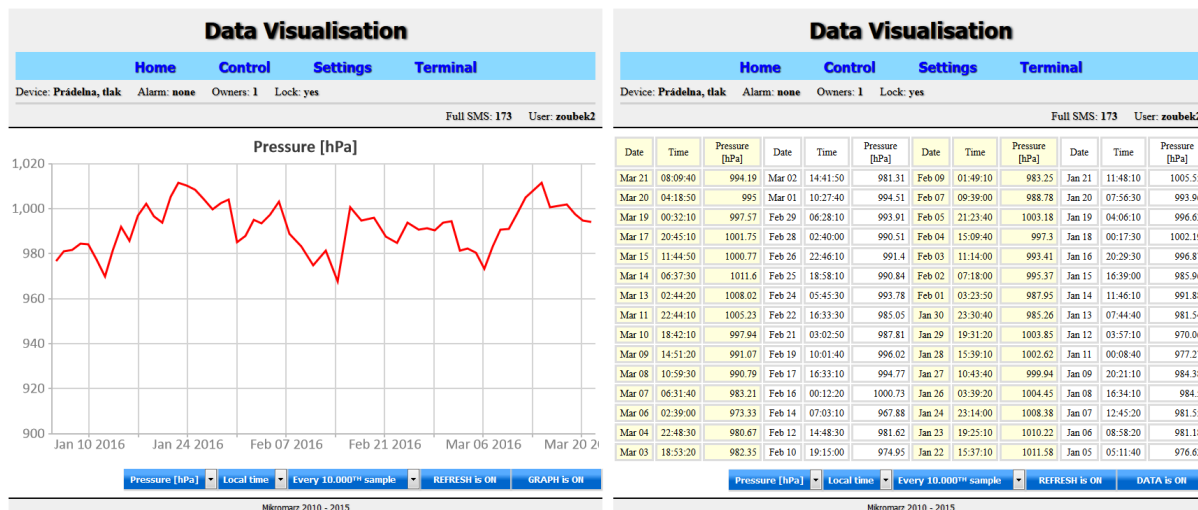 Data Visualisation
Home Control Settings Terminal
Device: Prádelna, tlak Alarm: none Owners: 1 Lock: yes
Full SMS: 173 User: zoubek2
Pressure [hPa]
1,020
1,000
980
960
940
920
900
Jan 10 2016 Jan 24 2016 Feb 07 2016 Feb 21 2016 Mar 06 2016 Mar 20
Pressure [hPa] Local time Every 10.000TH sample REFRESH is ON GRAPH is ON
Mikromarz 2010 - 2015
Data Visualisation
Home Control Settings Terminal
Device: Prádelna, tlak Alarm: none Owners: 1 Lock: yes
Full SMS: 173 User: zoubek2
Date Time Pressure [hPa] Date Time Pressure [hPa] Date Time Pressure [hPa] Date Time Pressure [hPa]
Mar 21 08:09:40 994.19 Mar 02 14:41:50 981.31 Feb 09 01:49:10 983.25 Jan 21 11:48:10
Mar 20 04:18:50 995 Mar 01 10:27:40 994.51 Feb 07 09:39:00 988.78 Jan 20 07:56:30
Mar 19 00:32:10 997.57 Feb 29 06:28:10 993.91 Feb 05 21:23:40 1003.18 Jan 19 04:06:10
Mar 17 20:45:10 1001.75 Feb 28 02:40:00 990.51 Feb 04 15:09:40 997.3 Jan 18 00:17:30
Mar 15 11:44:50 1000.77 Feb 26 22:46:10 991.4 Feb 03 11:14:00 993.41 Jan 16 20:29:30
Mar 14 06:37:30 1011.6 Feb 25 18:58:10 990.84 Feb 02 07:18:00 995.37 Jan 15 16:39:00
Mar 13 02:44:20 1008.02 Feb 24 05:45:30 993.78 Feb 01 03:23:50 987.95 Jan 14 11:46:10
Mar 11 22:44:10 1005.23 Feb 22 16:33:30 985.05 Jan 30 23:30:40 985.26 Jan 13 07:44:40
Mar 10 18:42:10 997.94 Feb 21 03:02:50 987.81 Jan 29 19:31:20 1003.85 Jan 12 03:57:10
Mar 09 14:51:20 991.07 Feb 19 10:01:40 996.02 Jan 28 15:39:10 1002.62 Jan 11 00:08:40
Mar 08 10:59:30 990.79 Feb 17 16:33:10 994.77 Jan 27 10:43:40 999.94 Jan 09 20:21:10
Mar 07 06:31:40 983.21 Feb 16 00:12:20 1000.73 Jan 26 03:39:20 1004.45 Jan 08 16:34:10
Mar 06 02:39:00 973.33 Feb 14 07:03:10 967.88 Jan 24 23:14:00 1008.38 Jan 07 12:45:20
Mar 04 22:48:30 980.67 Feb 12 14:48:30 981.62 Jan 23 19:25:10 1010.22 Jan 06 08:58:20
Mar 03 18:53:20 982.35 Feb 10 19:15:00 974.95 Jan 22 15:37:10 1011.58 Jan 05 05:11:40
Pressure [hPa] Local time Every 10.000TH sample REFRESH is ON DATA is ON
Mikromarz 2010 - 2015